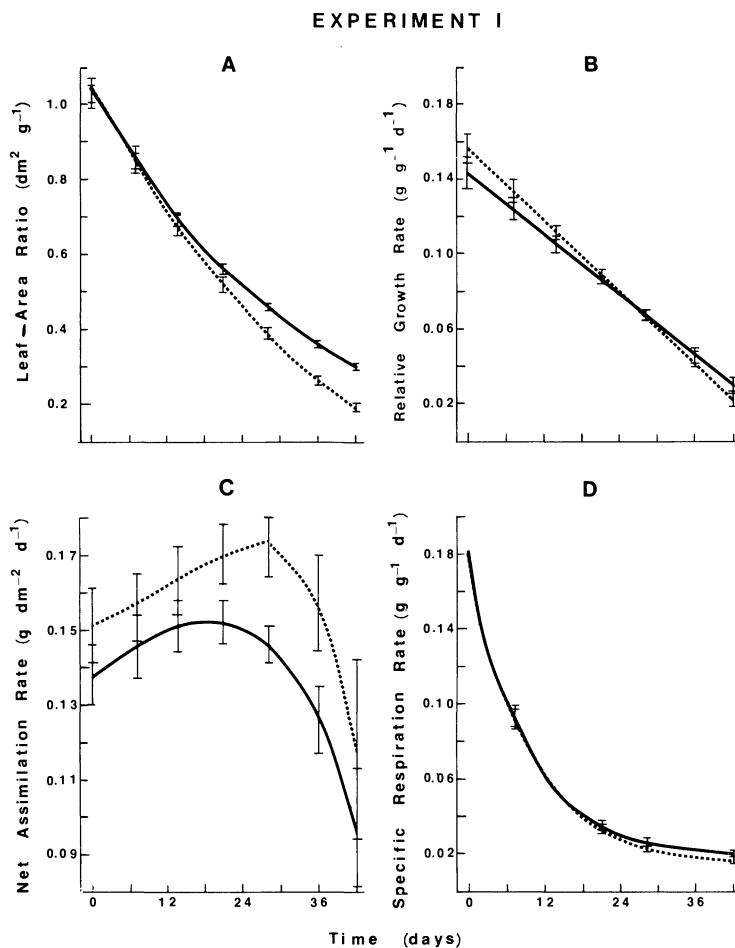 EXPERIMENT I
A
Leaf-Area Ratio (dm² g⁻¹)
1.0
0.8
0.6
0.4
0.2
B
Relative Growth Rate (g g⁻¹ d⁻¹)
0.18
0.14
0.10
0.06
0.02
C
Net Assimilation Rate (g dm⁻² d⁻¹)
0.17
0.15
0.13
0.11
0.09
0 12 24 36
D
Specific Respiration Rate (g g⁻¹ d⁻¹)
0.18
0.14
0.10
0.06
0.02
0 12 24 36
Time (days)